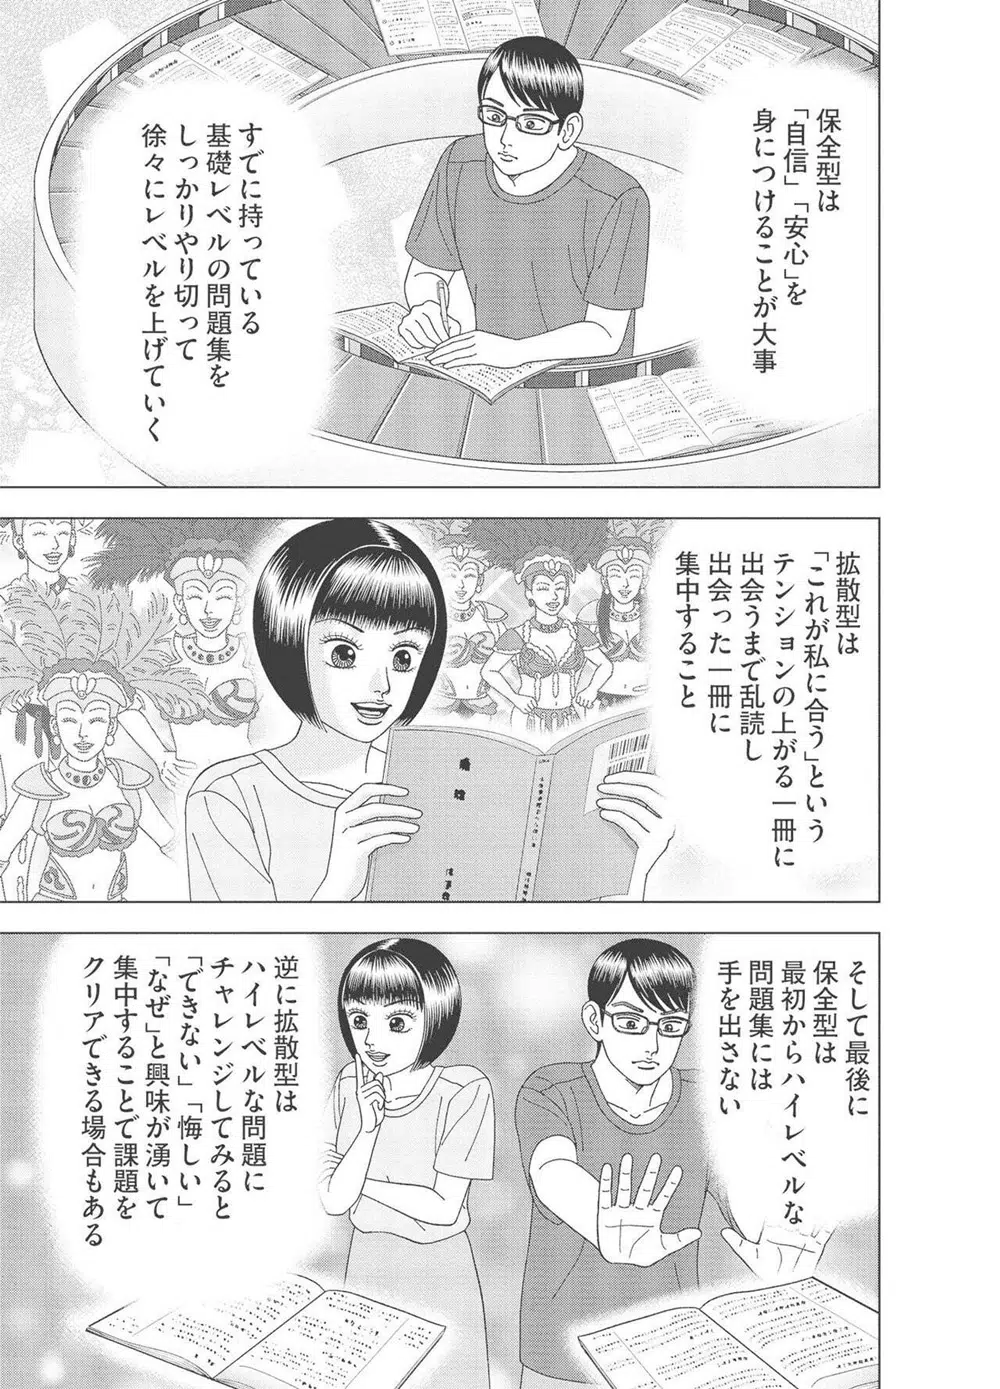 保全型は
「自信」「安心」を
身につけることが大事
すでに持っている
基礎レベルの問題集を
しっかりやり切って
徐々にレベルを上げていく
拡散型は
「これが私に合う」という
テンションの上がる一冊に
出会うまで乱読し
出会った一冊に
集中すること
そして最後に
保全型は
最初からハイレベルな
問題集には
手を出さない
逆に拡散型は
ハイレベルな問題に
チャレンジしてみると
「できない」「悔しい」
「なぜ」と興味が湧いて
集中することで課題を
クリアできる場合もある